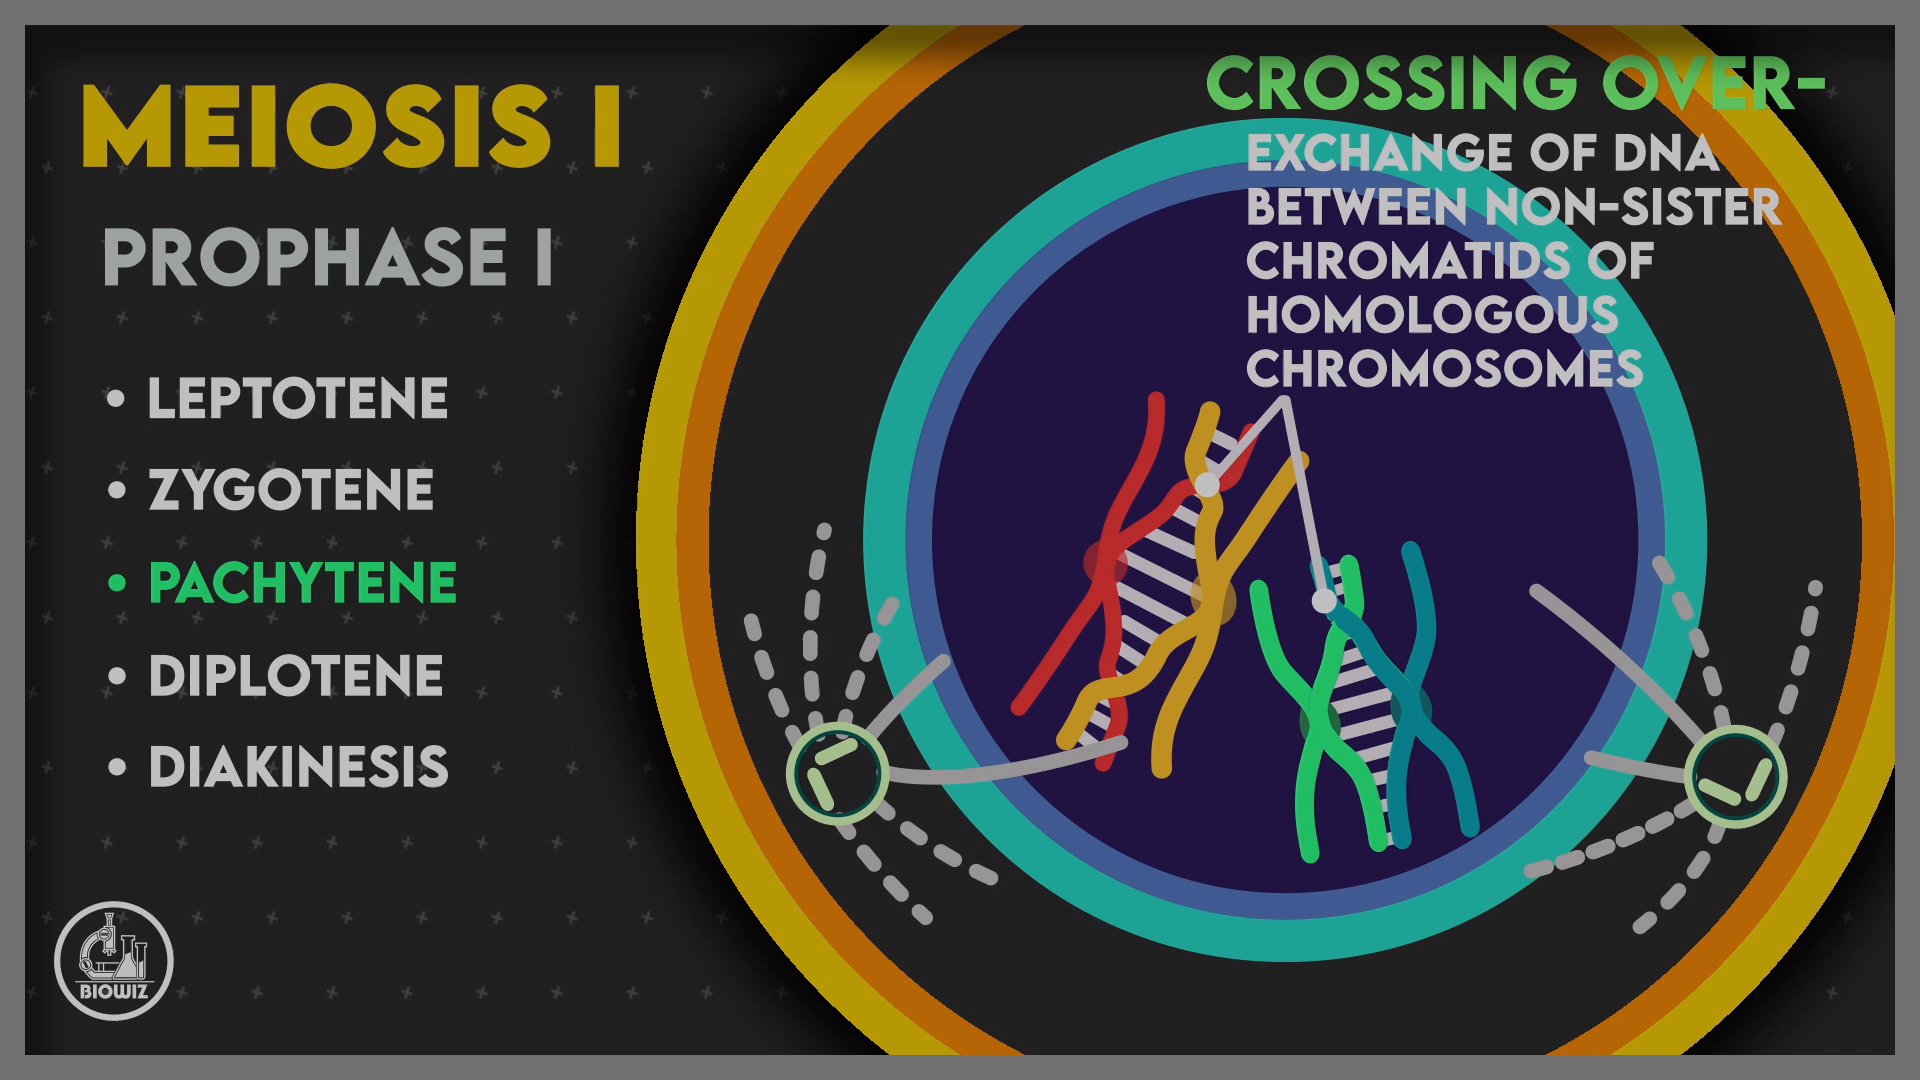 MEIOSIS I
PROPHASE I
• LEPTOTENE
• ZYGOTENE
• PACHYTENE
• DIPLOTENE
• DIAKINESIS
CROSSING OVER-
EXCHANGE OF DNA
BETWEEN NON-SISTER
CHROMATIDS OF
HOMOLOGOUS
CHROMOSOMES
BIOWIZ